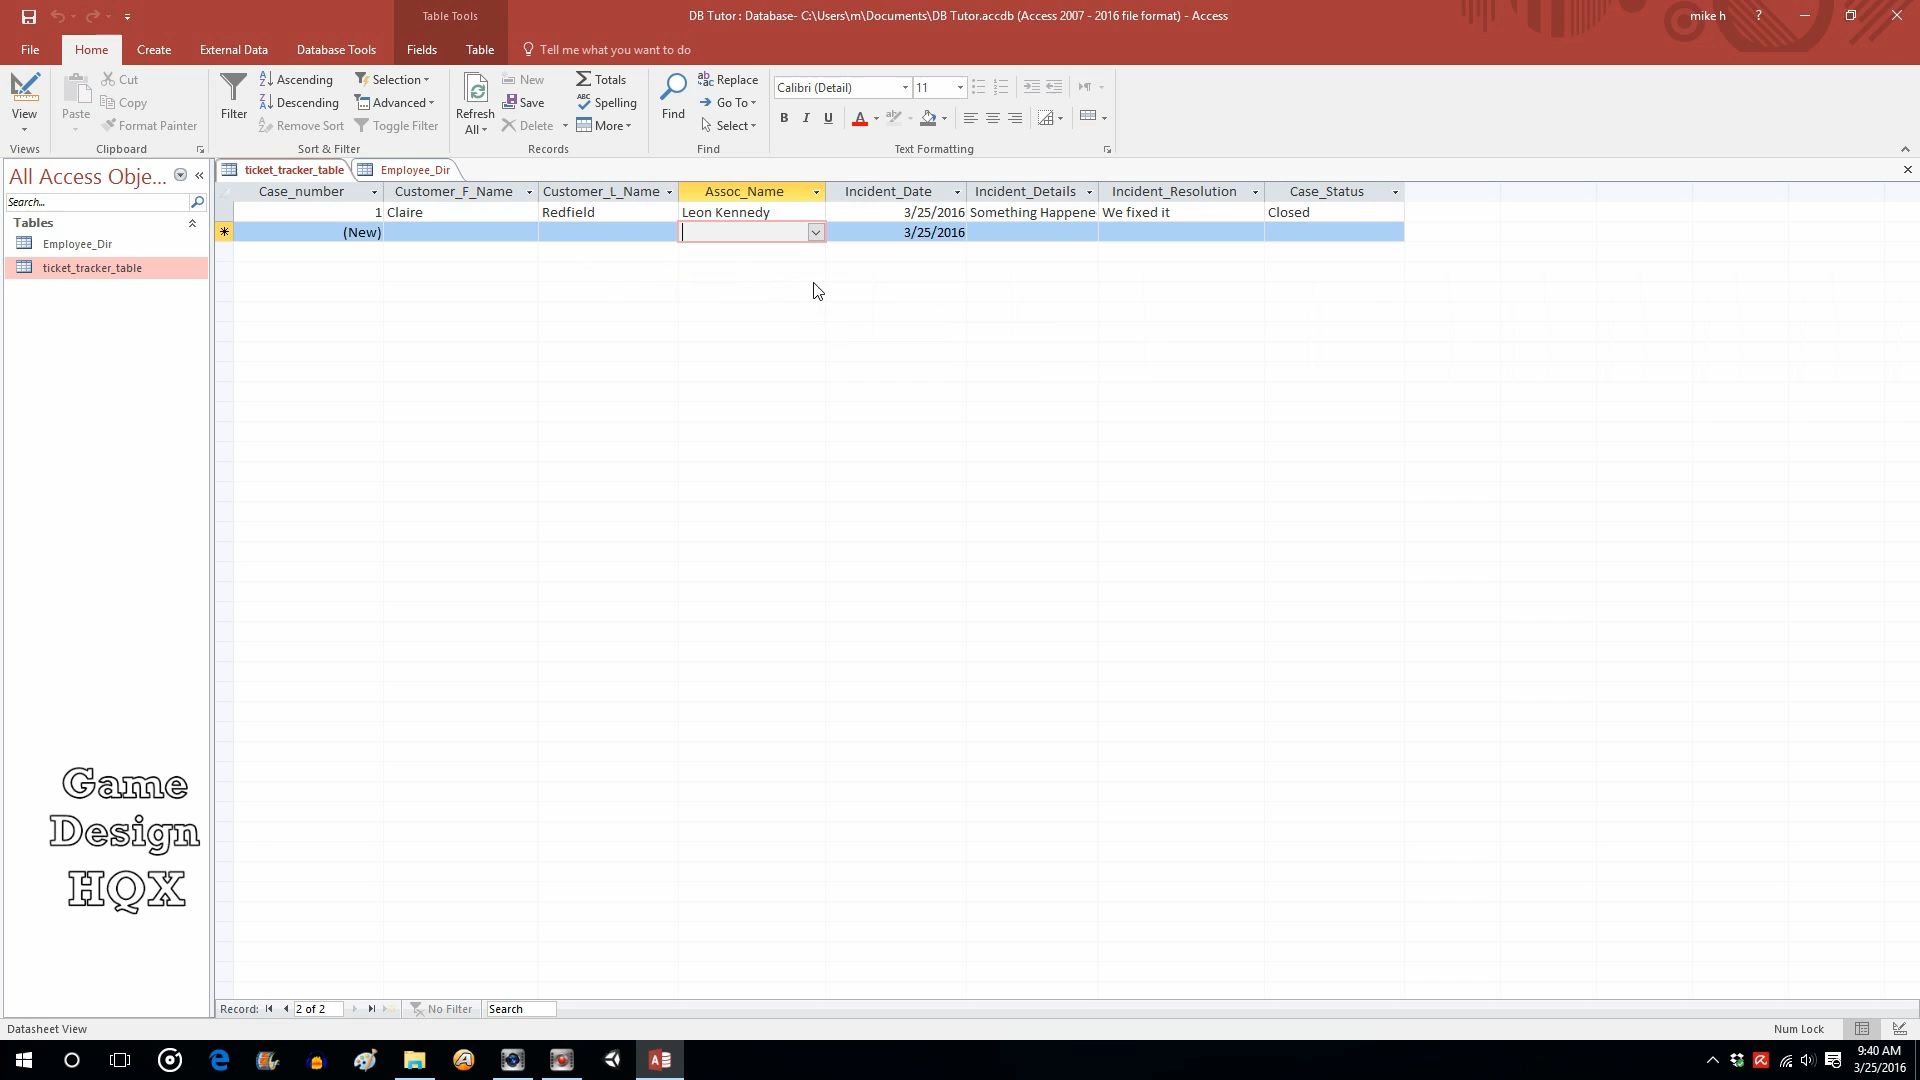 Table Tools
DB Tutor : Database- C:\Users\m\Documents\DB Tutor.accdb (Access 2007 - 2016 file format) - Access
mike h
?
File
Home
Create
External Data
Database Tools
Fields
Table
Tell me what you want to do
View
Paste
Cut
Copy
Format Painter
Filter
Ascending
Descending
Remove Sort
Selection
Advanced
Toggle Filter
Refresh
All
New
Save
Delete
Totals
Spelling
More
Find
Replace
Go To
Select
Calibri (Detail)
11
B I U
Views
Clipboard
Sort & Filter
Records
Find
Text Formatting
All Access Obje...
Search...
Tables
Employee_Dir
ticket_tracker_table
ticket_tracker_table
Employee_Dir
Case_number Customer_F_Name Customer_L_Name Assoc_Name Incident_Date Incident_Details Incident_Resolution Case_Status
1 Claire Redfield Leon Kennedy 3/25/2016 Something Happene We fixed it Closed
(New) 3/25/2016
Game
Design
HQX
Record: 2 of 2 No Filter Search
Datasheet View
Num Lock
9:40 AM
3/25/2016